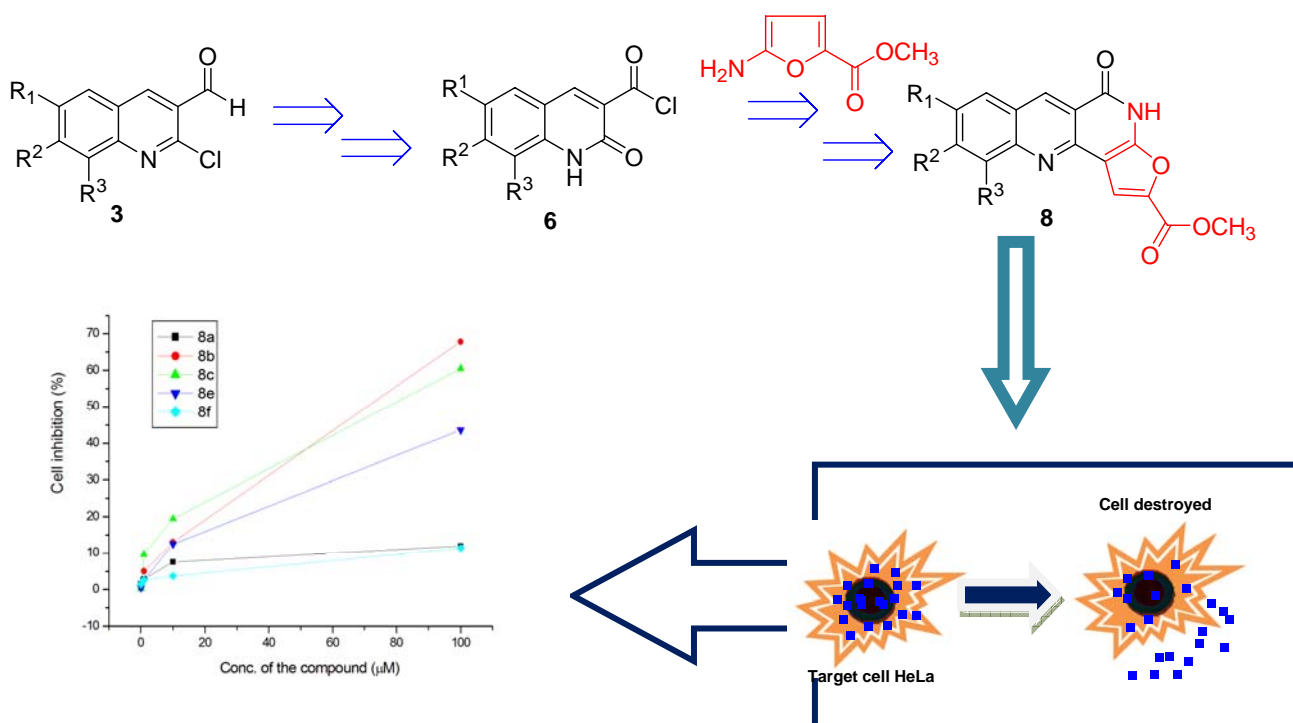 R₁
R²
R³
N
Cl
O
H
3
R¹
R²
R³
N
H
O
O
Cl
6
H₂N
O
OCH₃
O
R₁
R²
R³
N
O
NH
O
OCH₃
O
8
8a
8b
8c
8e
8f
Cell inhibition (%)
70
60
50
40
30
20
10
0
-10
0 20 40 60 80 100
Conc. of the compound (μM)
Cell destroyed
Target cell HeLa